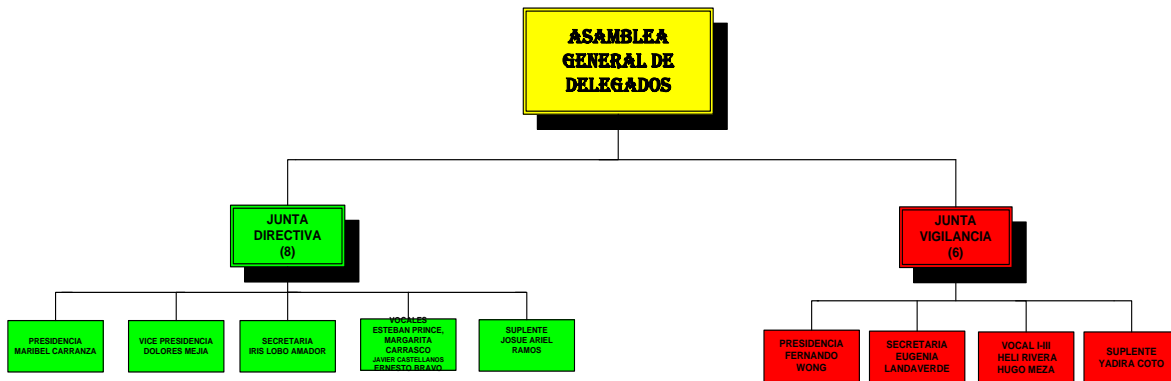 ASAMBLEA
GENERAL DE
DELEGADOS
JUNTA
DIRECTIVA
(8)
JUNTA
VIGILANCIA
(6)
PRESIDENCIA
MARIBEL CARRANZA
VICE PRESIDENCIA
DOLORES MEJIA
SECRETARIA
IRIS LOBO AMADOR
VOCALES
ESTEBAN PRINCE,
MARGARITA
CARRASCO
JAVIER CASTELLANOS
ERNESTO BRAVO
SUPLENTE
JOSUE ARIEL
RAMOS
PRESIDENCIA
FERNANDO
WONG
SECRETARIA
EUGENIA
LANDAVERDE
VOCAL I-III
HELI RIVERA
HUGO MEZA
SUPLENTE
YADIRA COTO